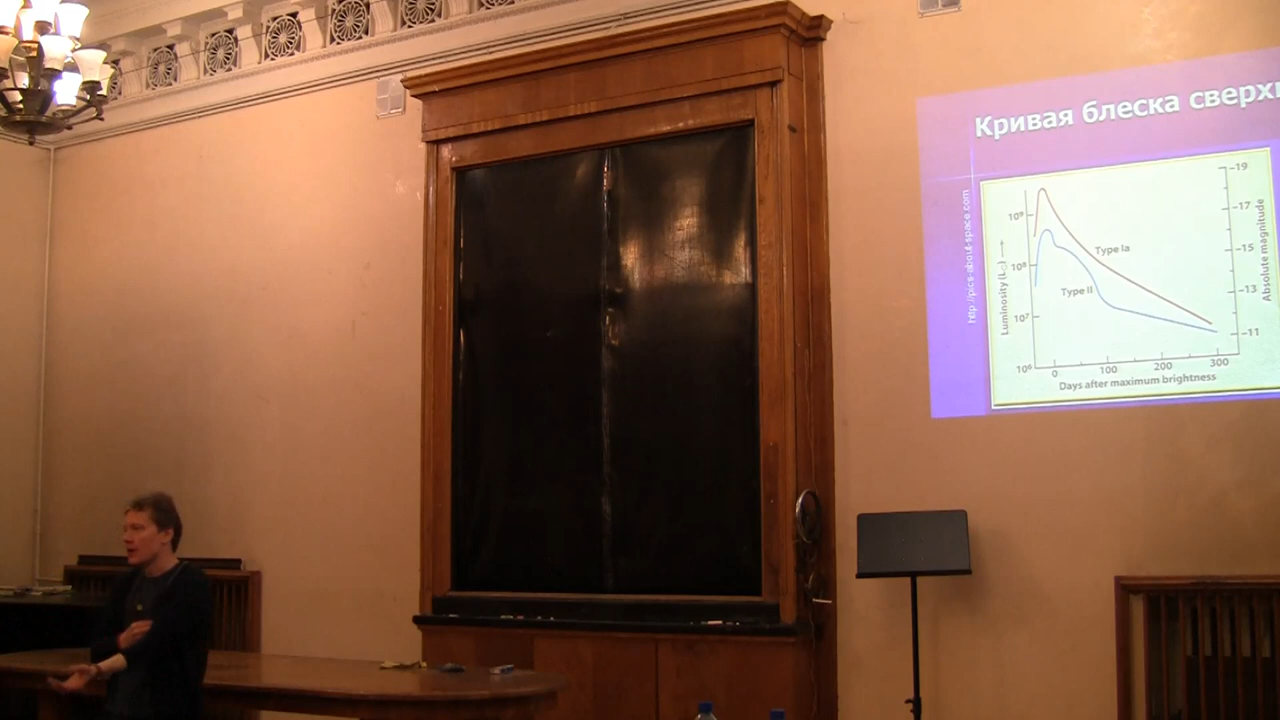 Кривая блеска
http://pics-about-space.com
Luminosity (L☉) →
10⁹
10⁸
10⁷
10⁶
Type Ia
Type II
-19
-17
-15
-13
-11
Absolute magnitude
0 100 200 300
Days after maximum brightness